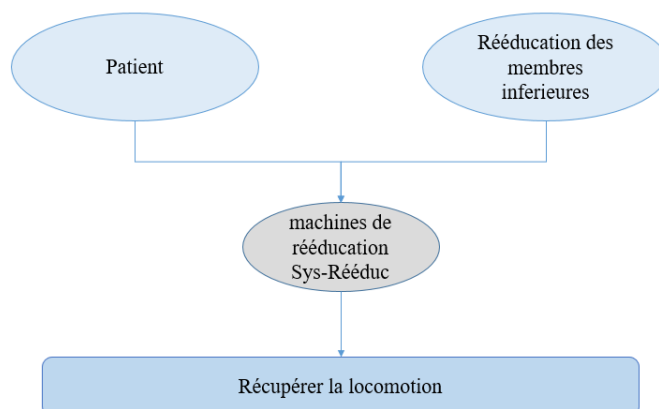 Patient
Rééducation des
membres
inferieures
machines de
rééducation
Sys-Rééduc
Récupérer la locomotion